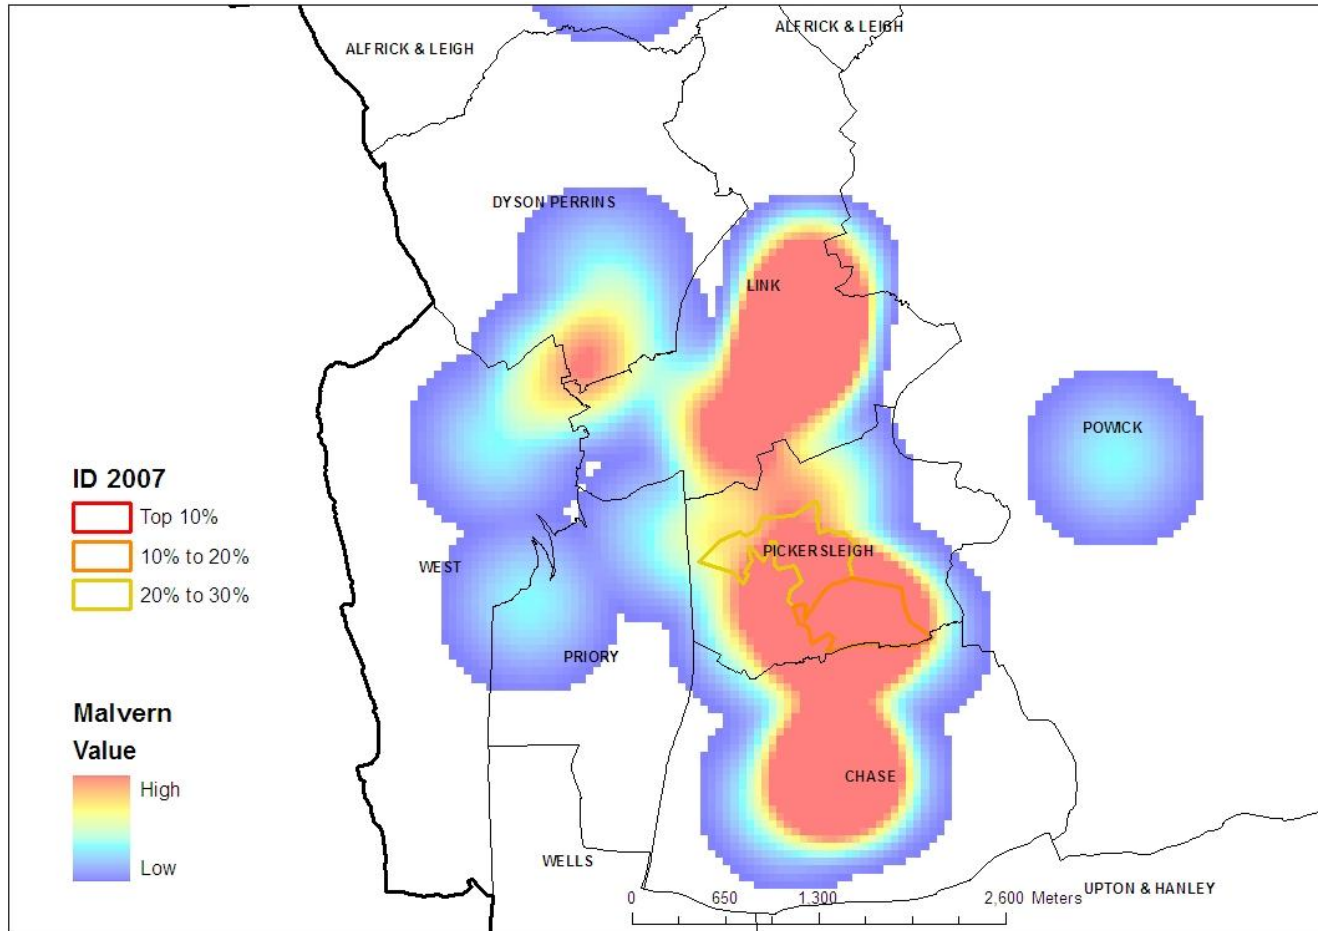 ALFRICK & LEIGH
ALFRICK & LEIGH
DYSON PERRINS
LINK
POWICK
ID 2007
Top 10%
10% to 20%
20% to 30%
PICKERSLEIGH
WEST
PRIORY
Malvern
Value
High
Low
CHASE
WELLS
UPTON & HANLEY
0 650 1,300 2,600 Meters